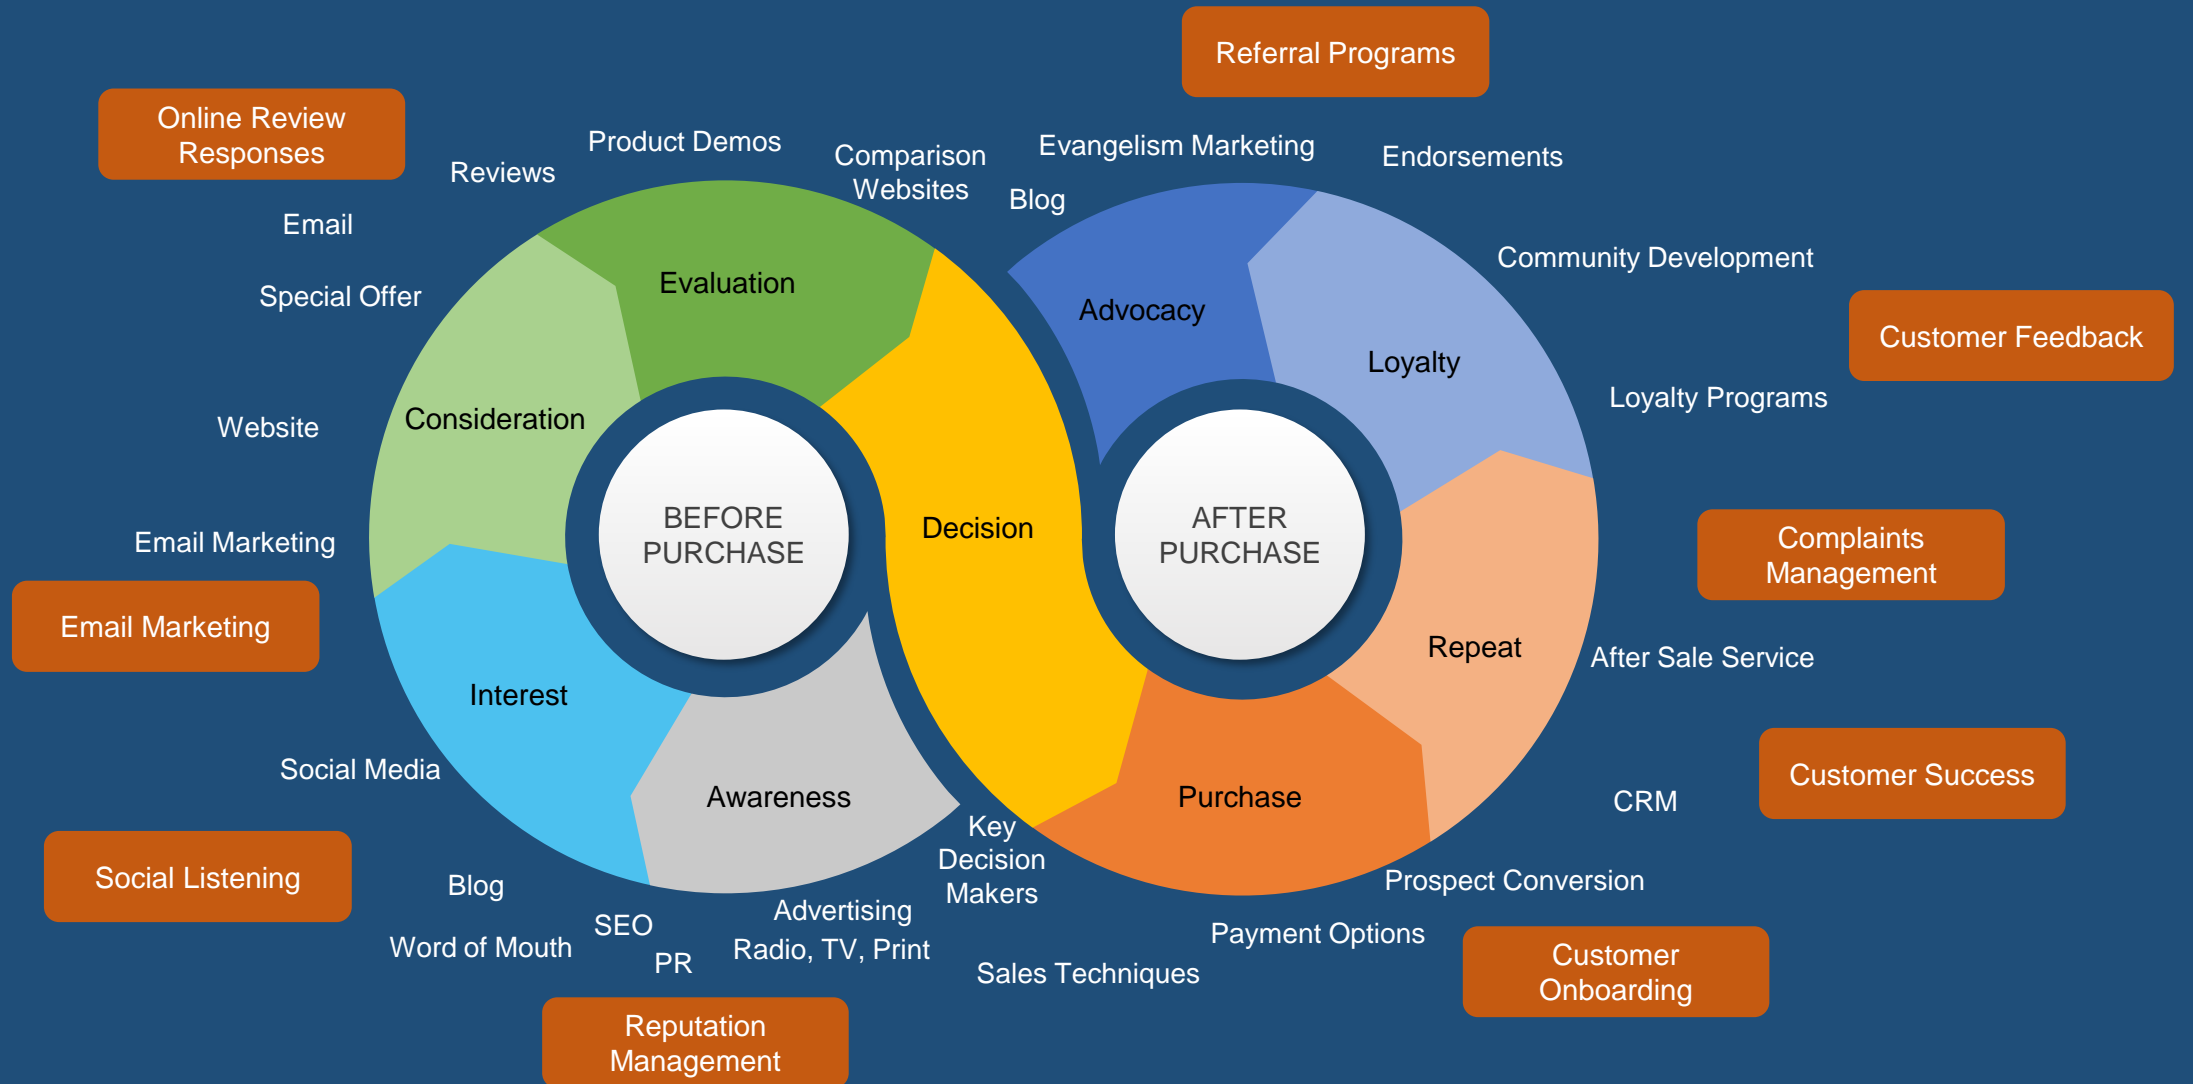 Referral Programs
Online Review
Responses
Reviews
Product Demos
Comparison
Websites
Evangelism Marketing
Endorsements
Blog
Email
Special Offer
Evaluation
Advocacy
Community Development
Customer Feedback
Loyalty
Loyalty Programs
Website
Consideration
BEFORE
PURCHASE
Decision
AFTER
PURCHASE
Email Marketing
Email Marketing
Complaints
Management
Repeat
After Sale Service
Interest
Social Media
Awareness
Purchase
Customer Success
CRM
Key
Decision
Makers
Social Listening
Blog
Word of Mouth
SEO
PR
Advertising
Radio, TV, Print
Sales Techniques
Payment Options
Prospect Conversion
Customer
Onboarding
Reputation
Management